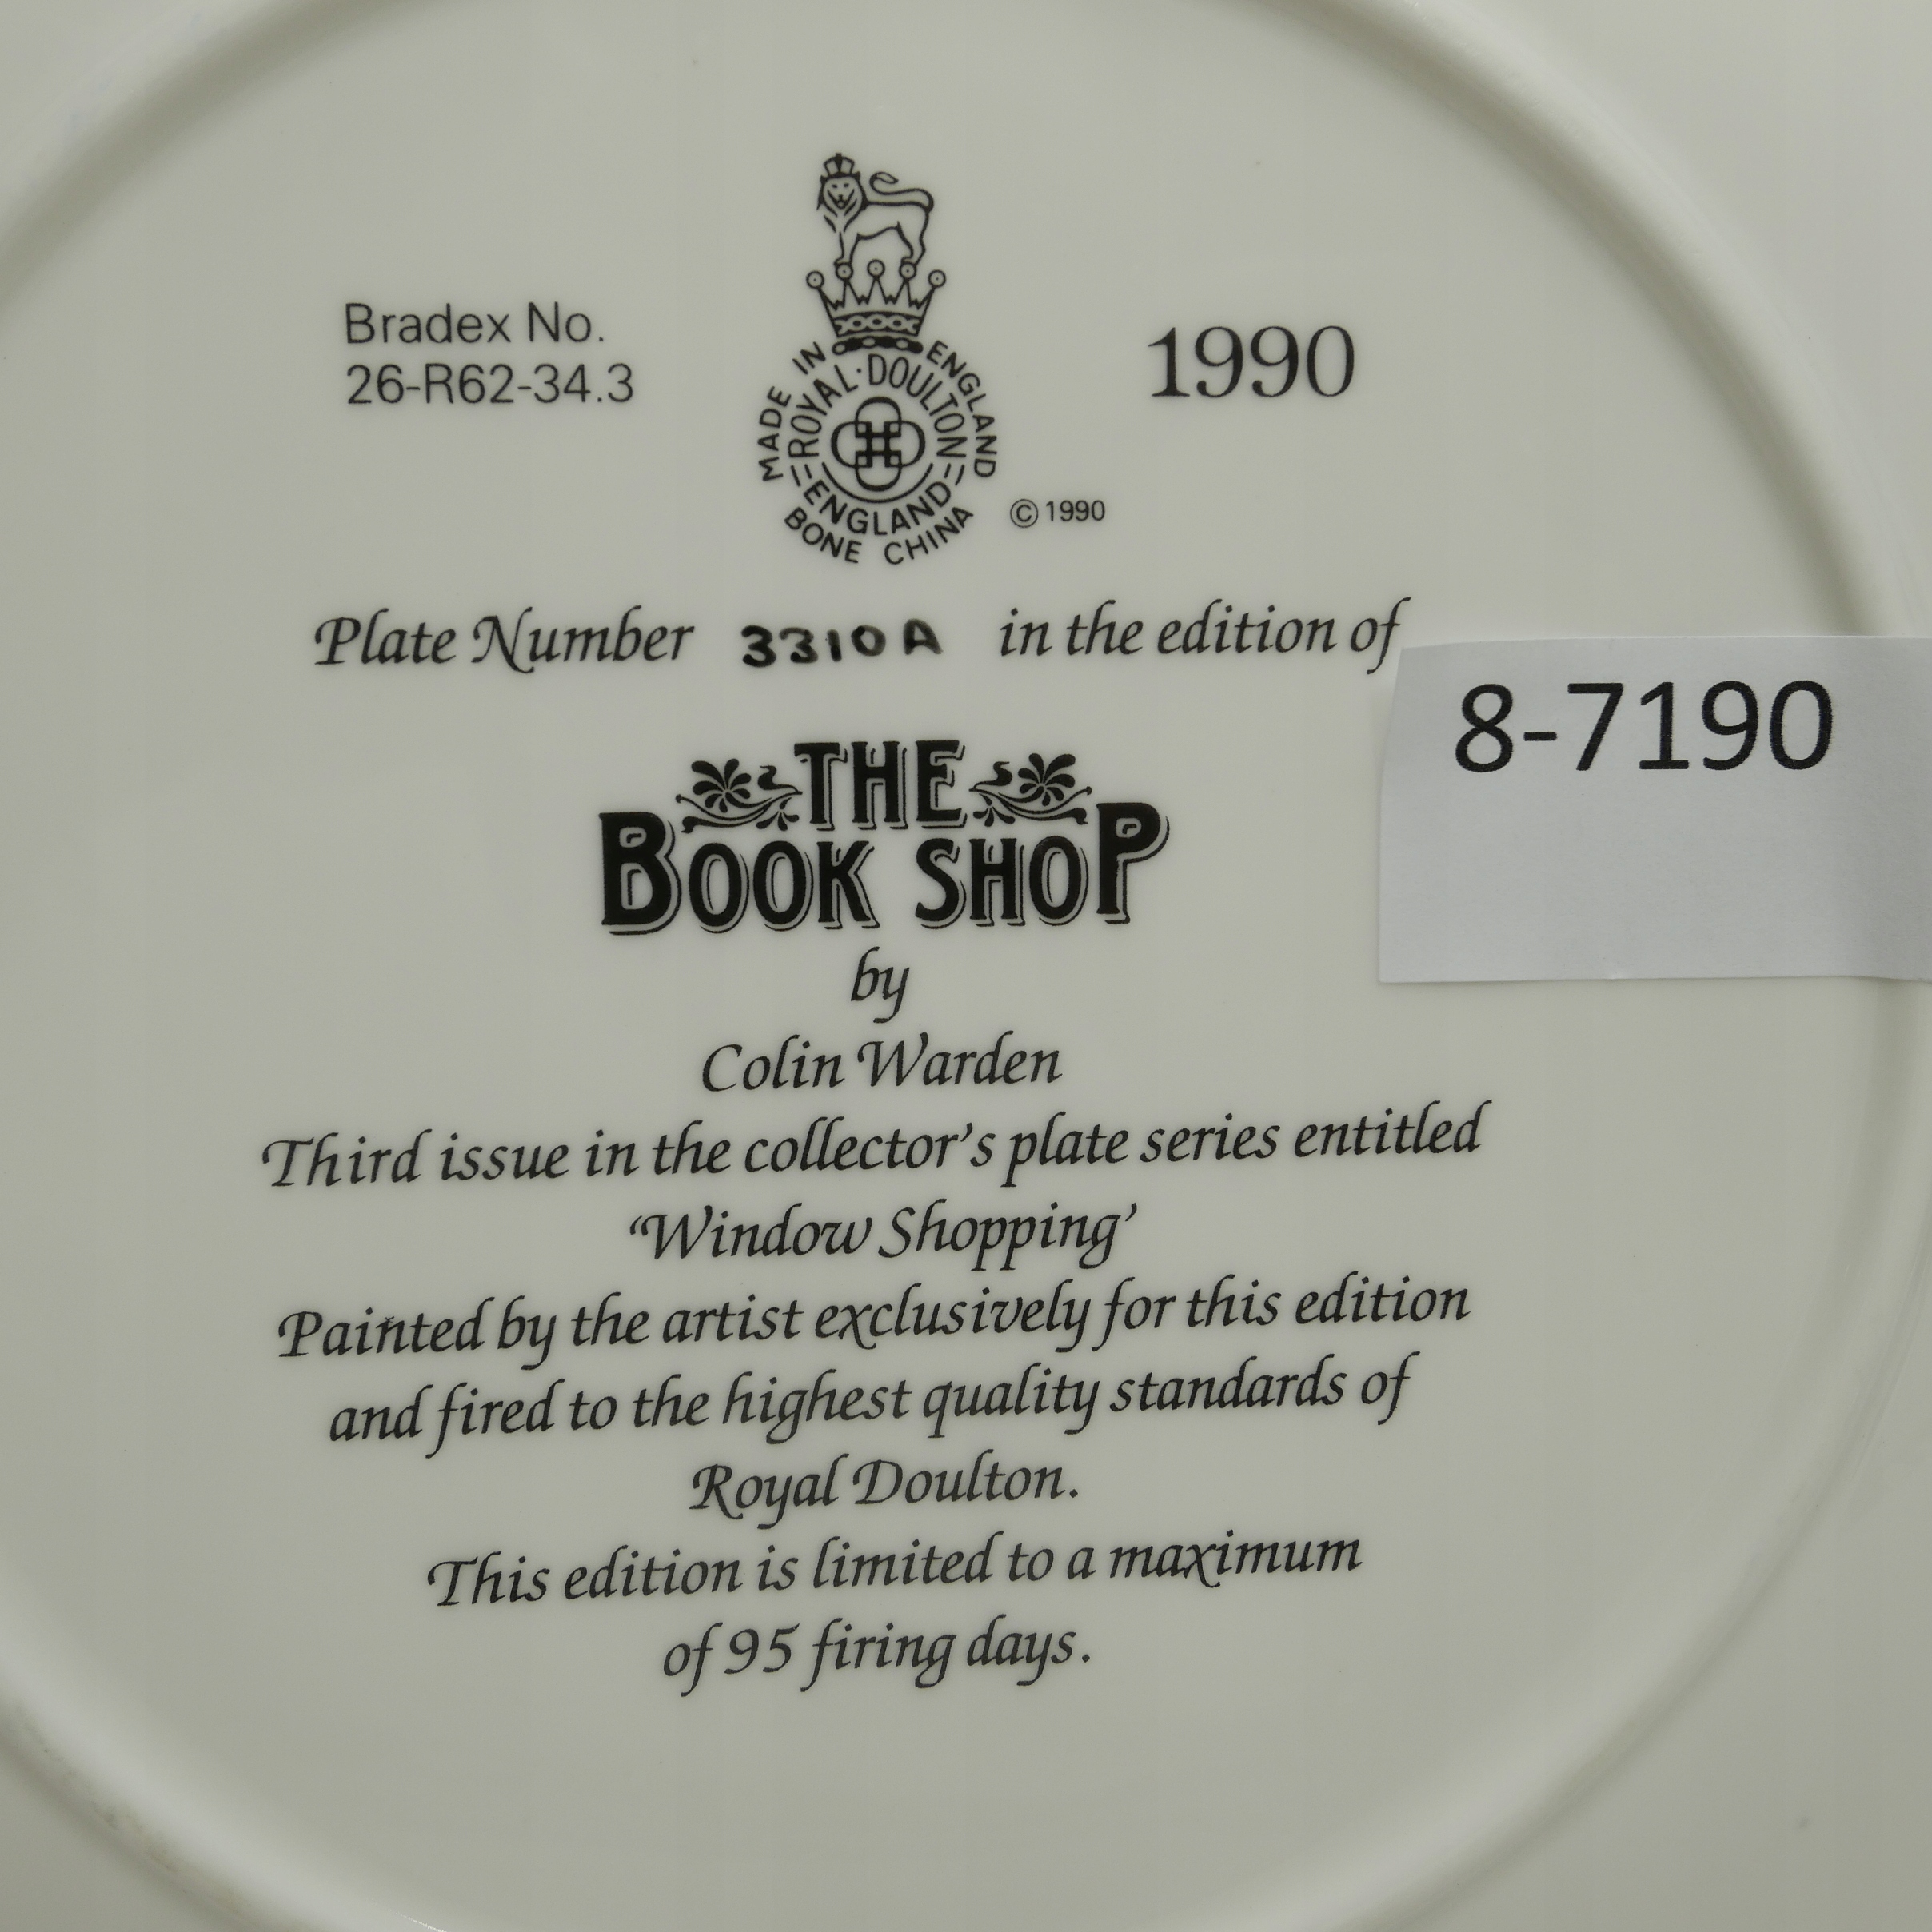 Bradex No.
26-R62-34.3
MADE IN ENGLAND
ROYAL·DOULTON
ENGLAND
BONE CHINA
1990
© 1990
Plate Number 3310A in the edition of
8-7190
THE
BOOK SHOP
by
Colin Warden
Third issue in the collector's plate series entitled
'Window Shopping'
Painted by the artist exclusively for this edition
and fired to the highest quality standards of
Royal Doulton.
This edition is limited to a maximum
of 95 firing days.